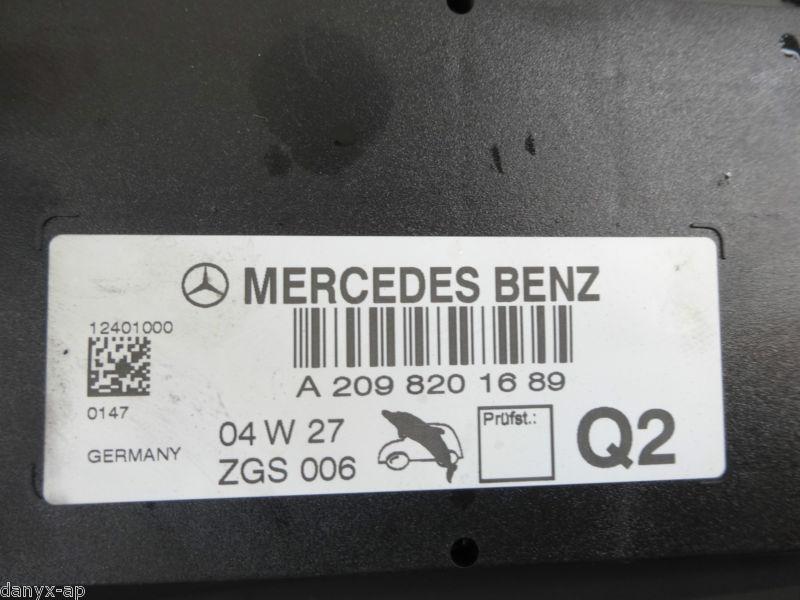 MERCEDES BENZ
12401000
A 209 820 16 89
0147
GERMANY
04 W 27
ZGS 006
Prüfst.:
Q2
danyx-ap